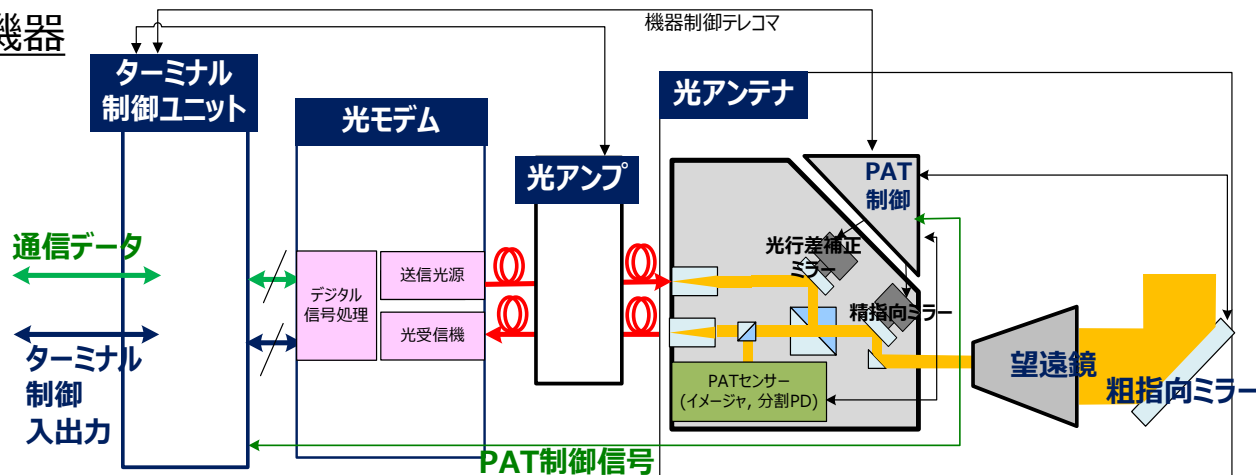 機器
機器制御テレコマ
ターミナル
制御ユニット
光モデム
光アンプ
光アンテナ
PAT
制御
通信データ
ターミナル
制御
入出力
デジタル
信号処理
送信光源
光受信機
光行差補正
ミラー
精指向ミラー
PATセンサー
(イメージャ, 分割PD)
望遠鏡
粗指向ミラー
PAT制御信号